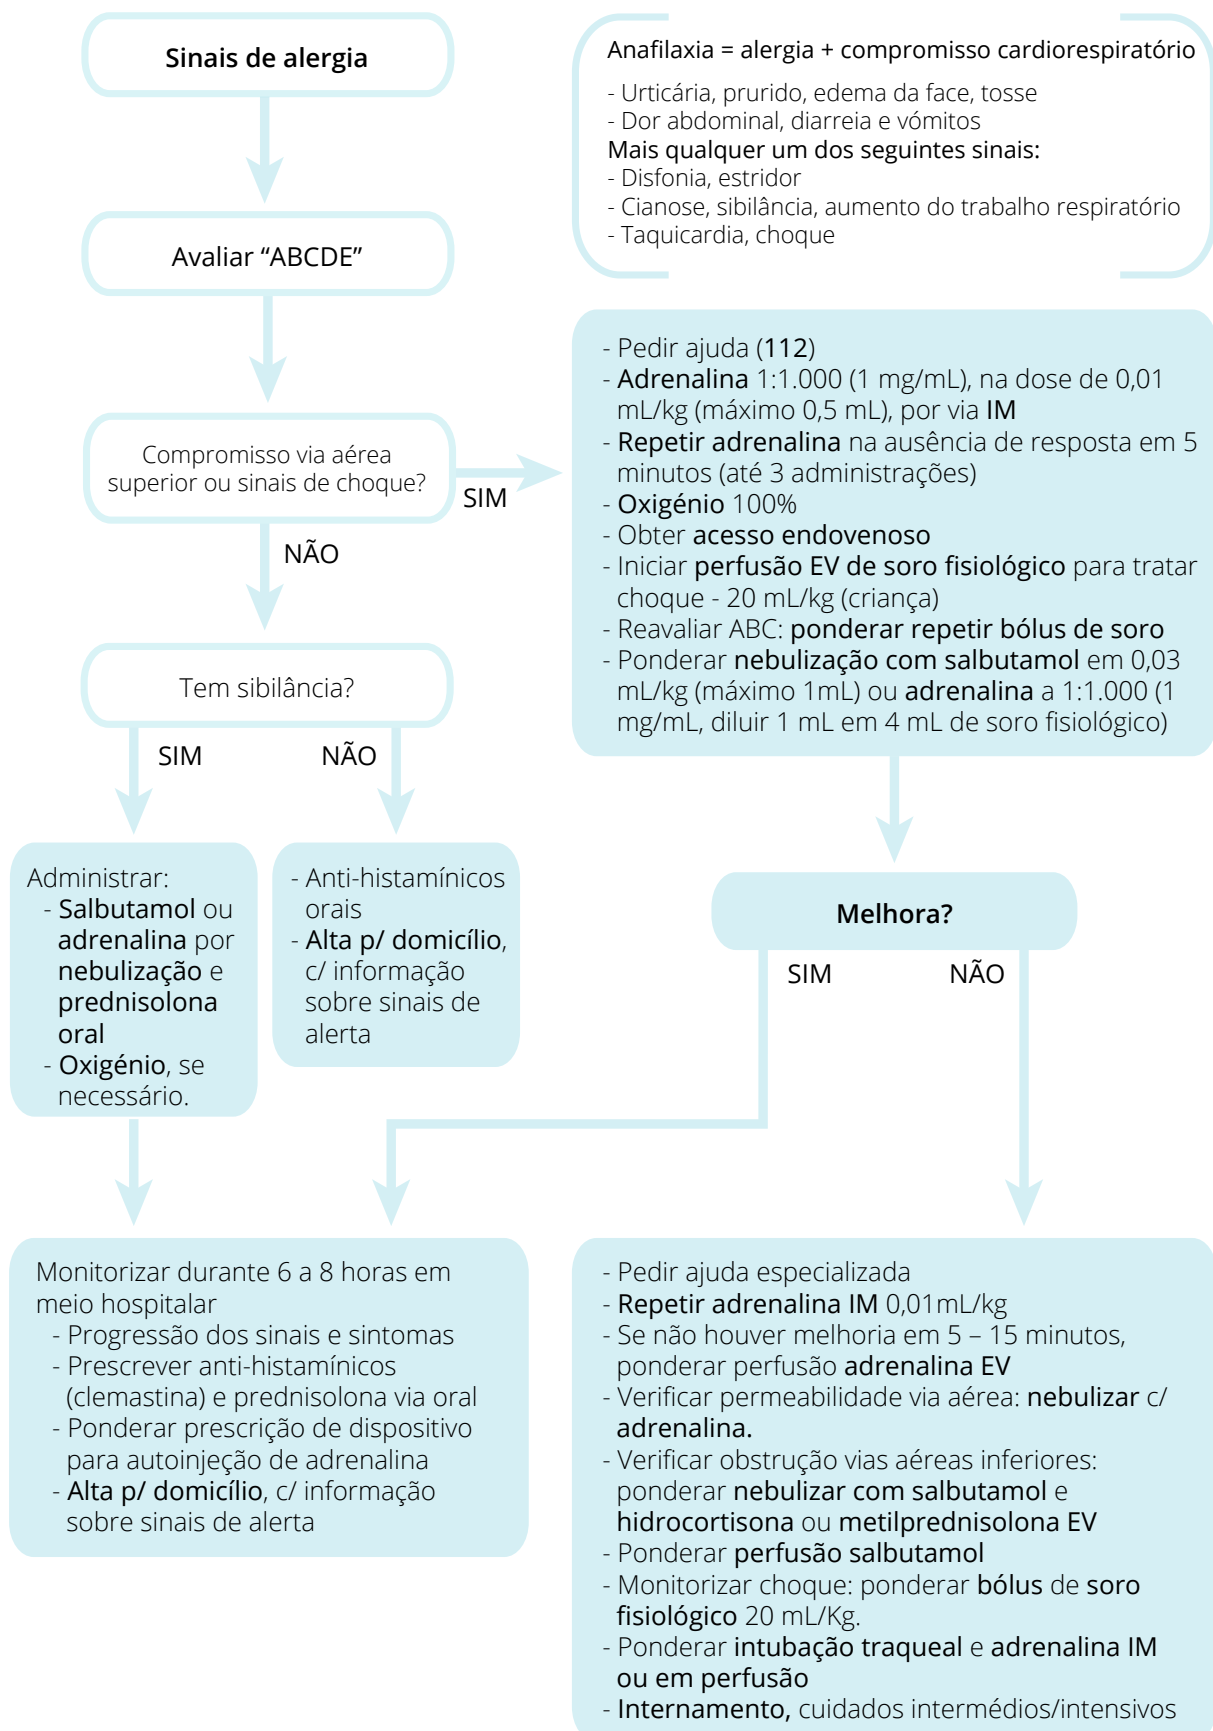 Sinais de alergia
Anafilaxia = alergia + compromisso cardiorespiratório
- Urticária, prurido, edema da face, tosse
- Dor abdominal, diarreia e vómitos
Mais qualquer um dos seguintes sinais:
- Disfonia, estridor
- Cianose, sibilância, aumento do trabalho respiratório
- Taquicardia, choque
Avaliar “ABCDE”
Compromisso via aérea
superior ou sinais de choque?
SIM
NÃO
- Pedir ajuda (112)
- Adrenalina 1:1.000 (1 mg/mL), na dose de 0,01
mL/kg (máximo 0,5 mL), por via IM
- Repetir adrenalina na ausência de resposta em 5
minutos (até 3 administrações)
- Oxigénio 100%
- Obter acesso endovenoso
- Iniciar perfusão EV de soro fisiológico para tratar
choque - 20 mL/kg (criança)
- Reavaliar ABC: ponderar repetir bólus de soro
- Ponderar nebulização com salbutamol em 0,03
mL/kg (máximo 1mL) ou adrenalina a 1:1.000 (1
mg/mL, diluir 1 mL em 4 mL de soro fisiológico)
Tem sibilância?
SIM
NÃO
Administrar:
- Salbutamol ou
adrenalina por
nebulização e
prednisolona
oral
- Oxigénio, se
necessário.
- Anti-histamínicos
orais
- Alta p/ domicílio,
c/ informação
sobre sinais de
alerta
Melhora?
SIM
NÃO
Monitorizar durante 6 a 8 horas em
meio hospitalar
- Progressão dos sinais e sintomas
- Prescrever anti-histamínicos
(clemastina) e prednisolona via oral
- Ponderar prescrição de dispositivo
para autoinjeção de adrenalina
- Alta p/ domicílio, c/ informação
sobre sinais de alerta
- Pedir ajuda especializada
- Repetir adrenalina IM 0,01mL/kg
- Se não houver melhoria em 5 – 15 minutos,
ponderar perfusão adrenalina EV
- Verificar permeabilidade via aérea: nebulizar c/
adrenalina.
- Verificar obstrução vias aéreas inferiores:
ponderar nebulizar com salbutamol e
hidrocortisona ou metilprednisolona EV
- Ponderar perfusão salbutamol
- Monitorizar choque: ponderar bólus de soro
fisiológico 20 mL/Kg.
- Ponderar intubação traqueal e adrenalina IM
ou em perfusão
- Internamento, cuidados intermédios/intensivos